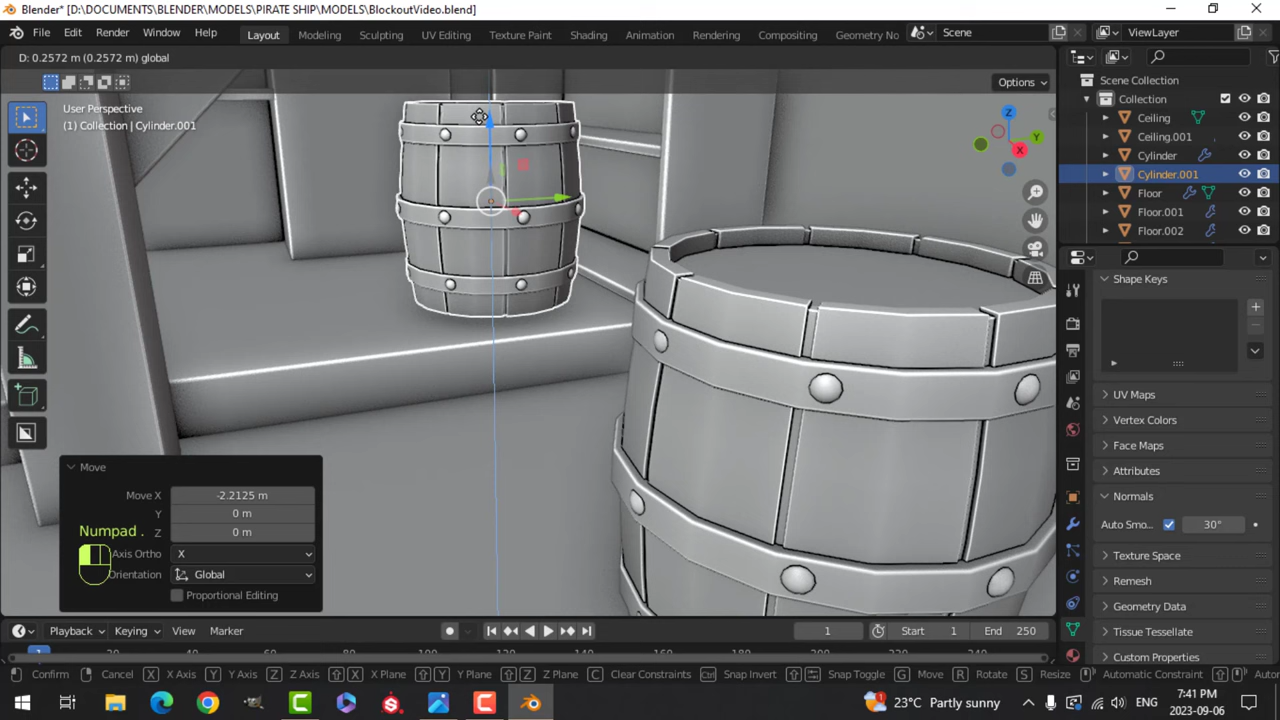 Blender* [D:\DOCUMENTS\BLENDER\MODELS\PIRATE SHIP\MODELS\BlockoutVideo.blend]
File Edit Render Window Help Layout Modeling Sculpting UV Editing Texture Paint Shading Animation Rendering Compositing Geometry No Scene ViewLayer
D: 0.2572 m (0.2572 m) global
Options
User Perspective
(1) Collection | Cylinder.001
Z
Y
X
Scene Collection
Collection
Ceiling
Ceiling.001
Cylinder
Cylinder.001
Floor
Floor.001
Floor.002
Shape Keys
UV Maps
Vertex Colors
Face Maps
Attributes
Normals
Auto Smo... 30°
Texture Space
Remesh
Geometry Data
Tissue Tessellate
Custom Properties
Move
Move X -2.2125 m
Y 0 m
Z 0 m
Numpad .
Axis Ortho X
Orientation Global
Proportional Editing
Playback Keying View Marker 1 Start 1 End 250
1
Confirm Cancel X X Axis Y Y Axis Z Z Axis X X Plane Y Y Plane Z Z Plane C Clear Constraints Ctrl Snap Invert Snap Toggle G Move R Rotate S Resize Automatic Constraint
23°C Partly sunny ENG 7:41 PM
2023-09-06